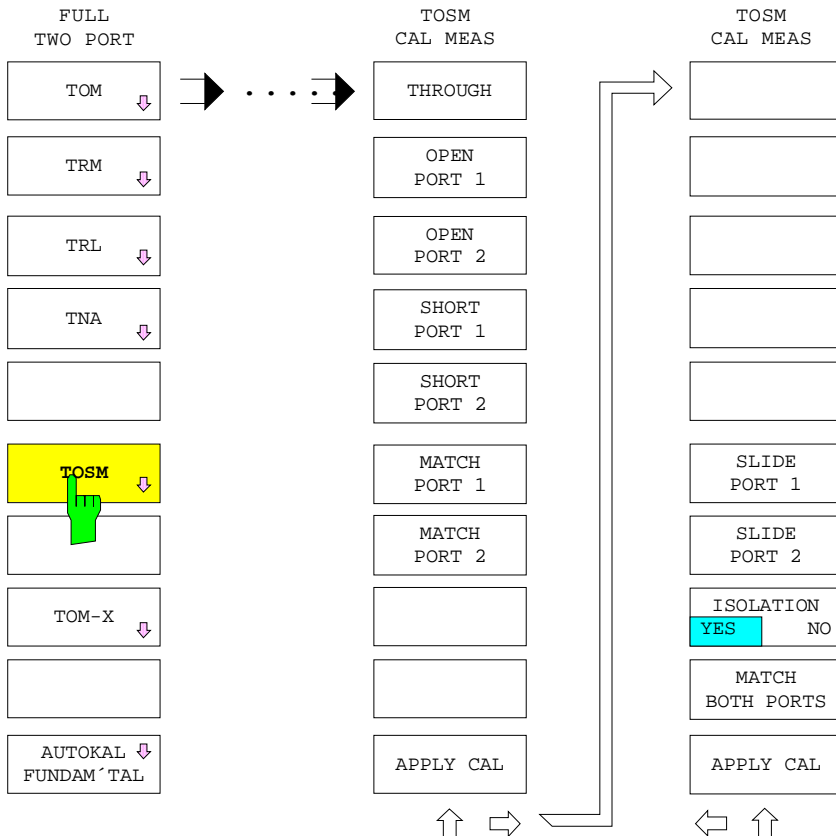 FULL
TWO PORT
TOM
TRM
TRL
TNA
TOSM
TOM-X
AUTOKAL
FUNDAM´TAL
TOSM
CAL MEAS
THROUGH
OPEN
PORT 1
OPEN
PORT 2
SHORT
PORT 1
SHORT
PORT 2
MATCH
PORT 1
MATCH
PORT 2
APPLY CAL
TOSM
CAL MEAS
SLIDE
PORT 1
SLIDE
PORT 2
ISOLATION
YES NO
MATCH
BOTH PORTS
APPLY CAL